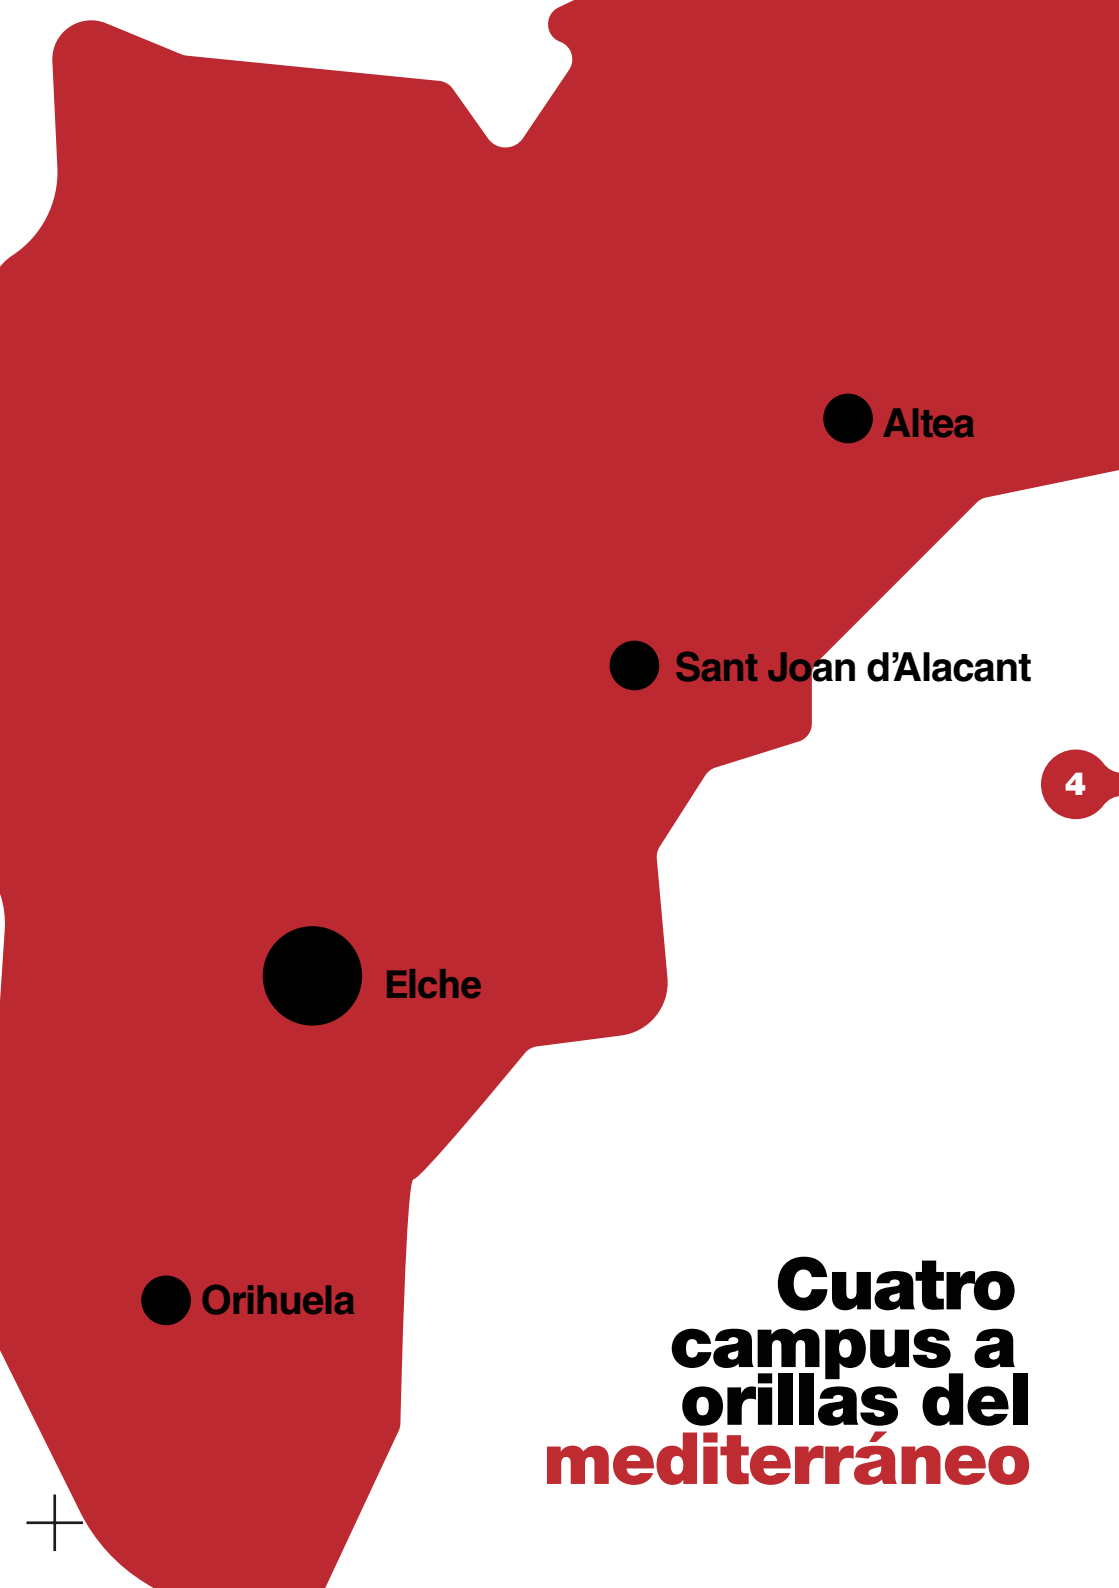 Altea
Sant Joan d’Alacant
4
Elche
Orihuela
Cuatro
campus a
orillas del
mediterráneo